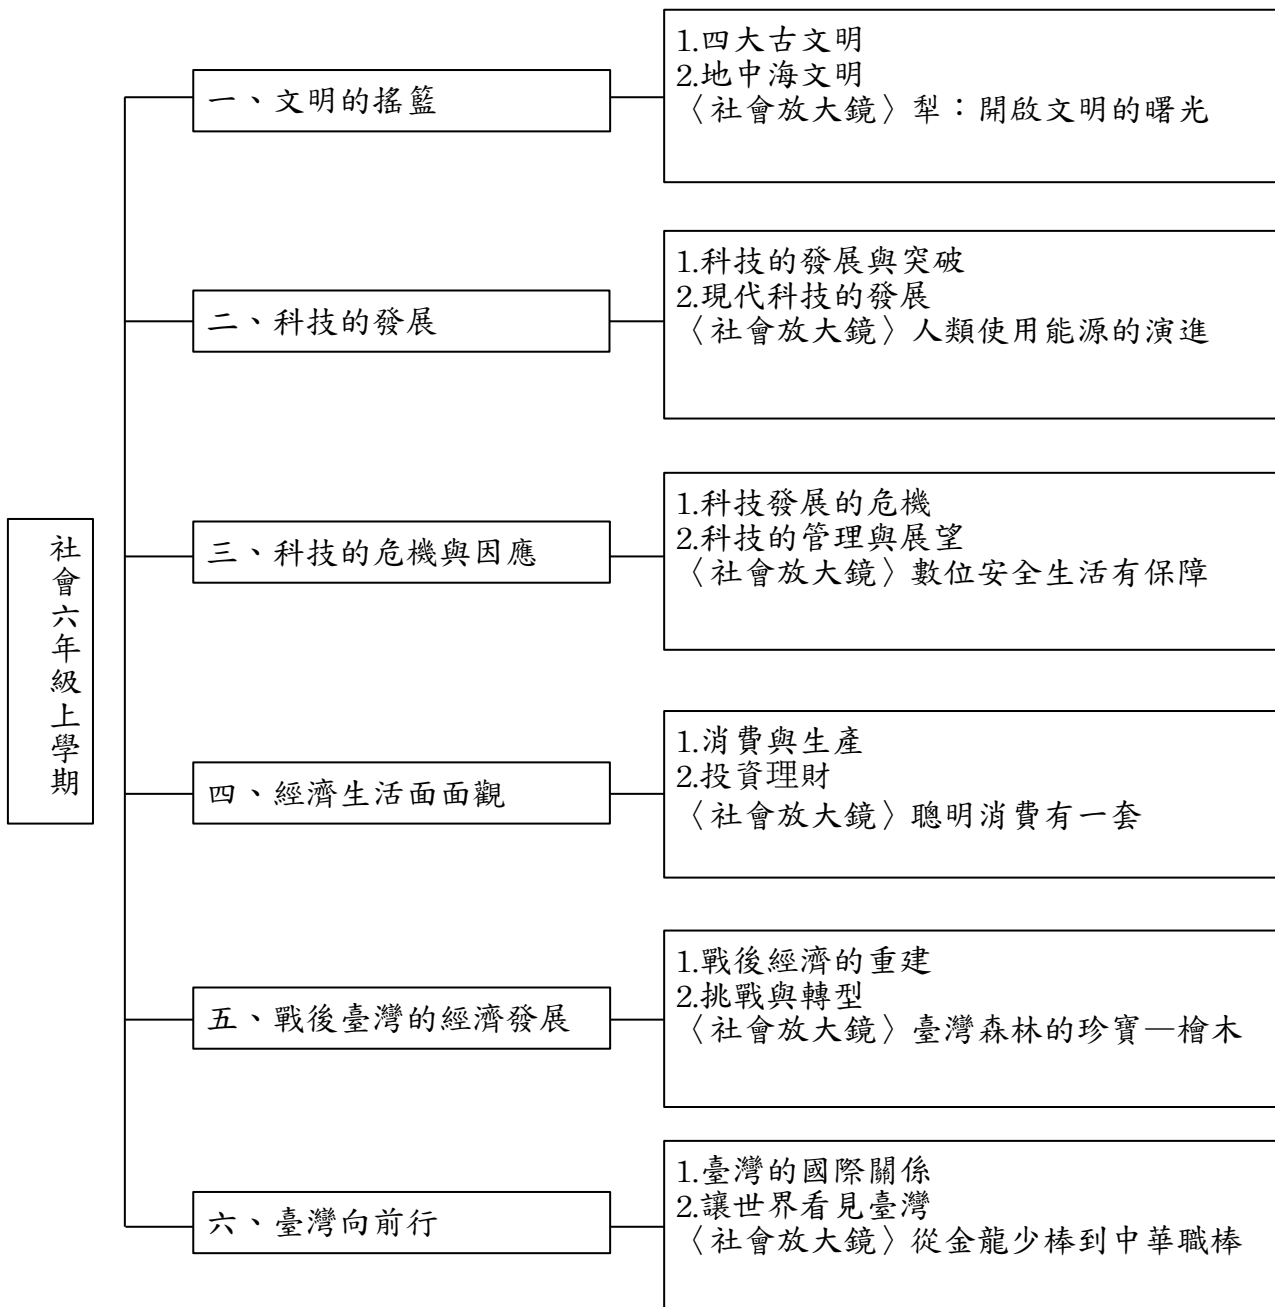 社會六年級上學期
一、文明的搖籃
1.四大古文明
2.地中海文明
〈社會放大鏡〉犁：開啟文明的曙光
二、科技的發展
1.科技的發展與突破
2.現代科技的發展
〈社會放大鏡〉人類使用能源的演進
三、科技的危機與因應
1.科技發展的危機
2.科技的管理與展望
〈社會放大鏡〉數位安全生活有保障
四、經濟生活面面觀
1.消費與生產
2.投資理財
〈社會放大鏡〉聰明消費有一套
五、戰後臺灣的經濟發展
1.戰後經濟的重建
2.挑戰與轉型
〈社會放大鏡〉臺灣森林的珍寶—檜木
六、臺灣向前行
1.臺灣的國際關係
2.讓世界看見臺灣
〈社會放大鏡〉從金龍少棒到中華職棒